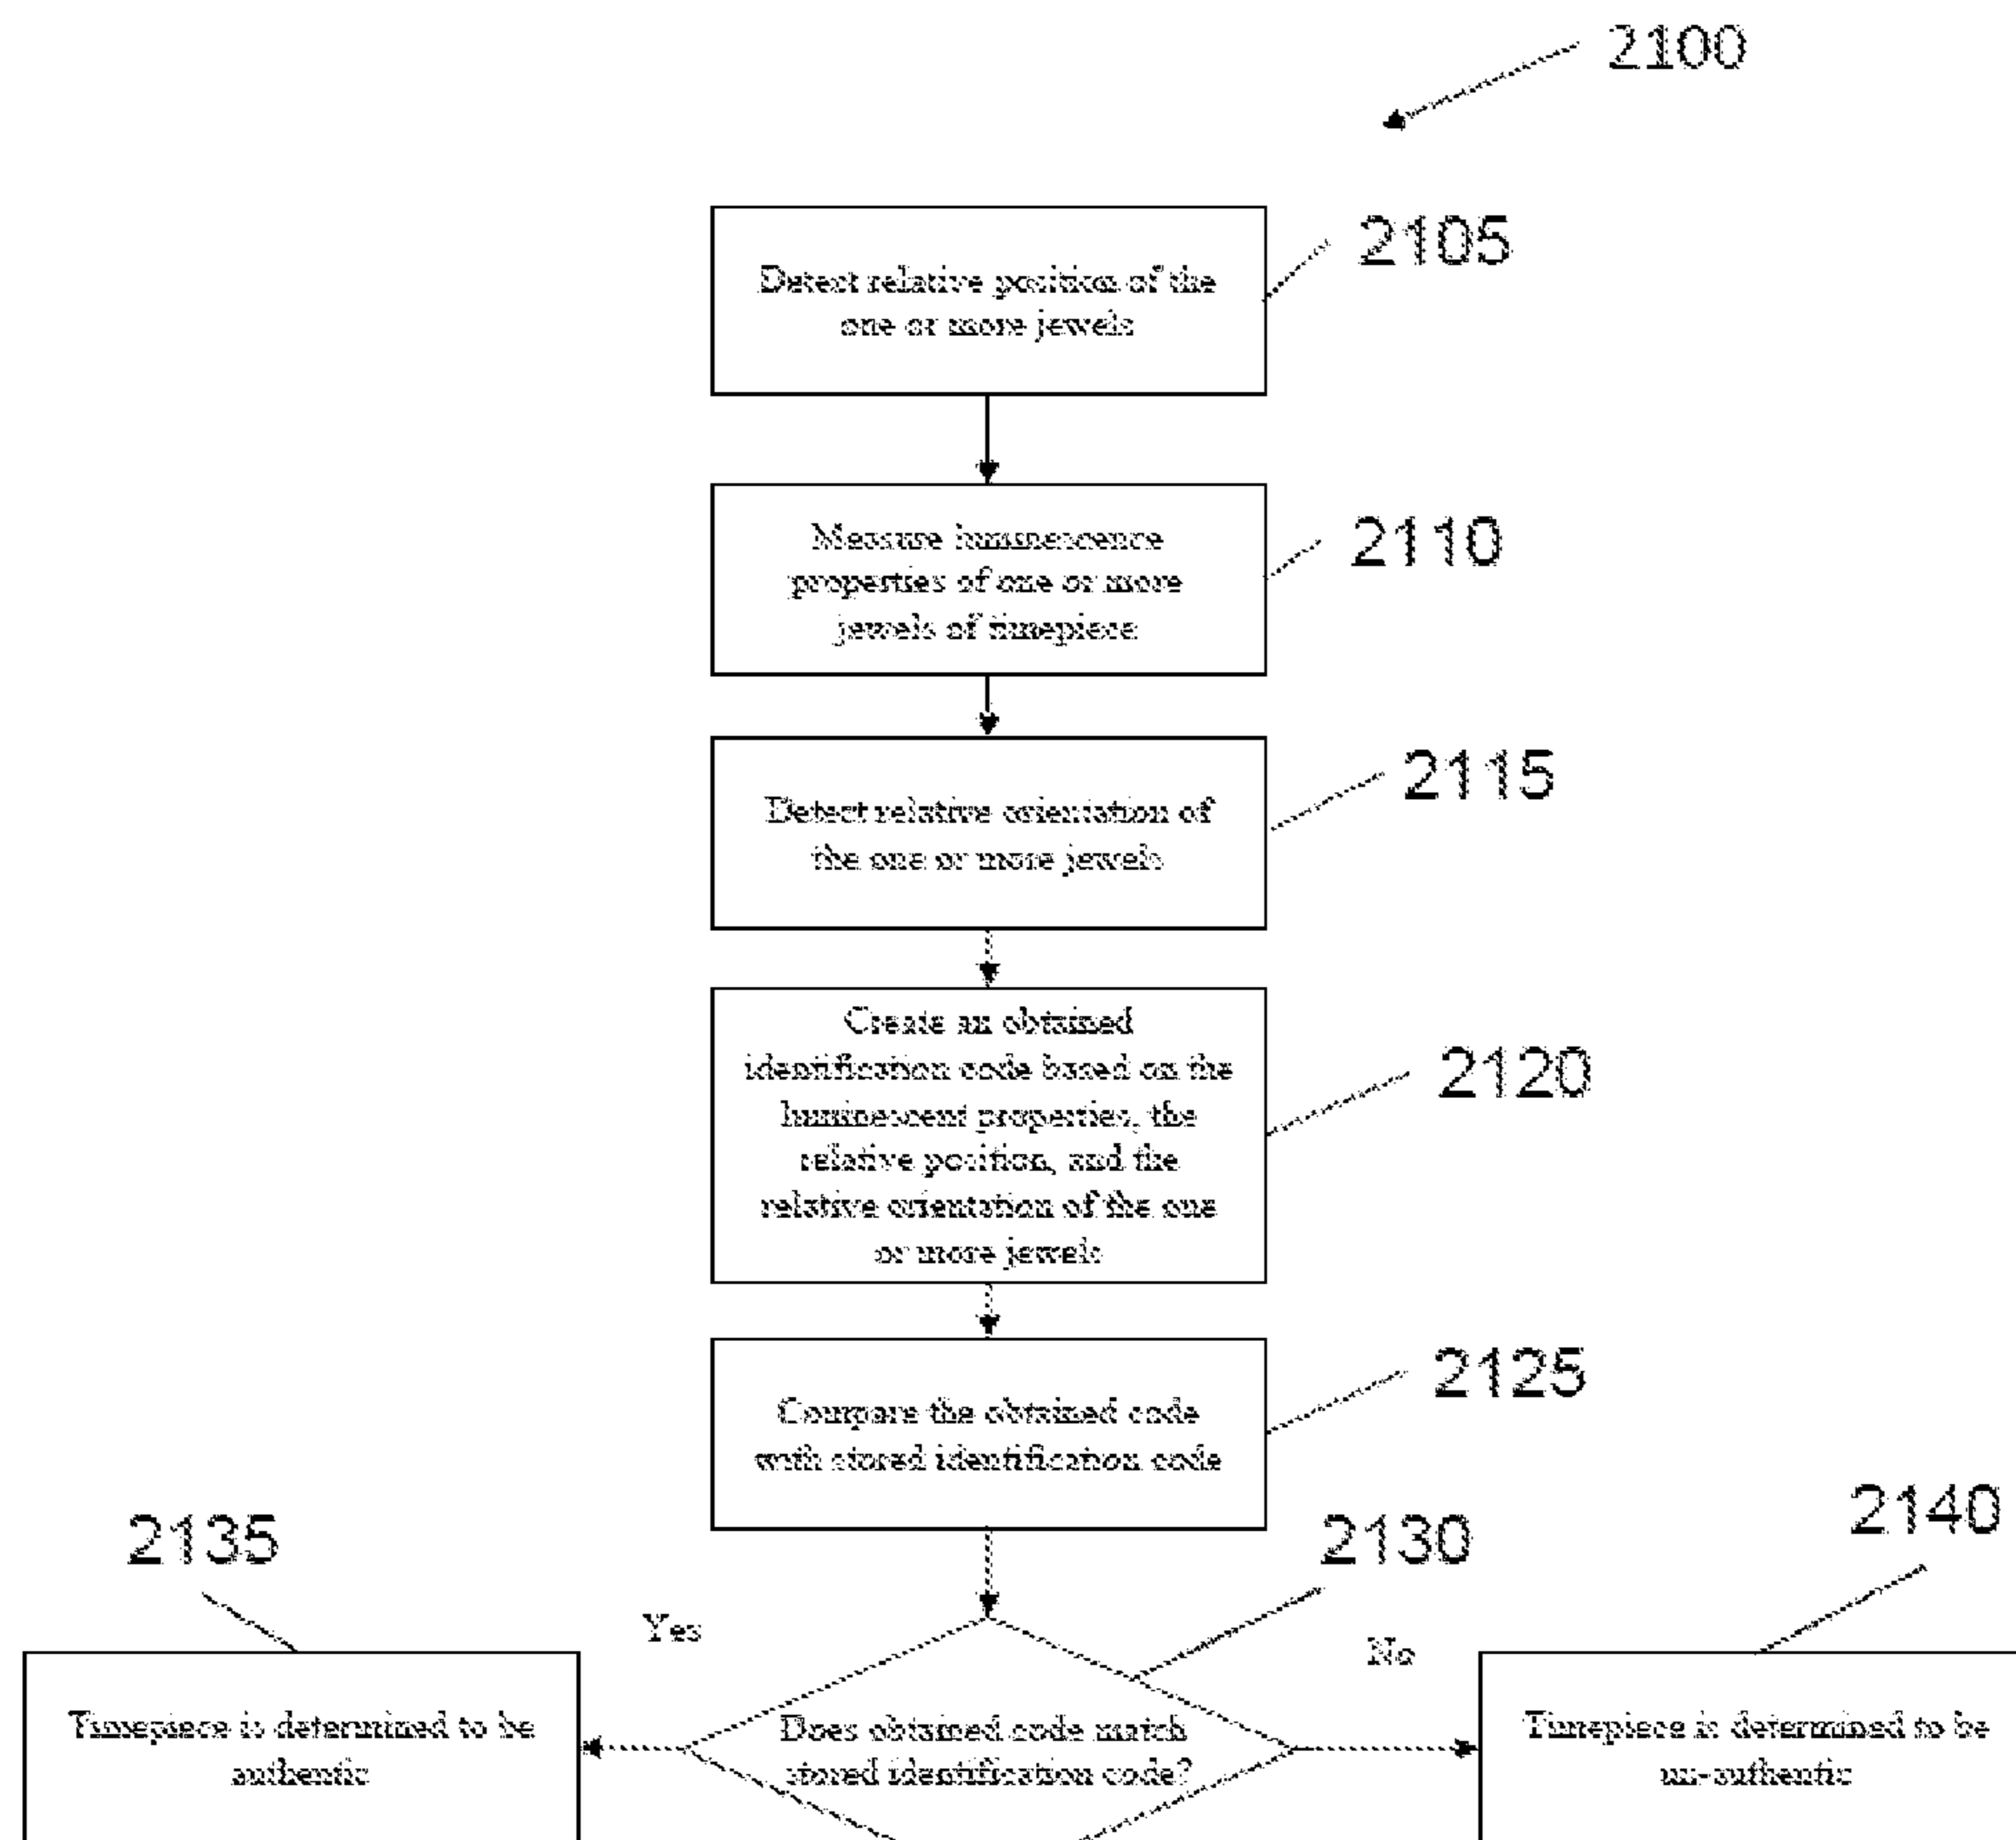 2100
2105
Detect relative position of the
one or more jewels
2110
Measure luminescence
properties of one or more
jewels of timepiece
2115
Detect relative orientation of
the one or more jewels
2120
Create an obtained
identification code based on the
luminescent properties, the
relative position, and the
relative orientation of the one
or more jewels
2125
Compare the obtained code
with stored identification code
2135
2130
2140
Yes
No
Timepiece is determined to be
authentic
Does obtained code match
stored identification code?
Timepiece is determined to be
un-authentic